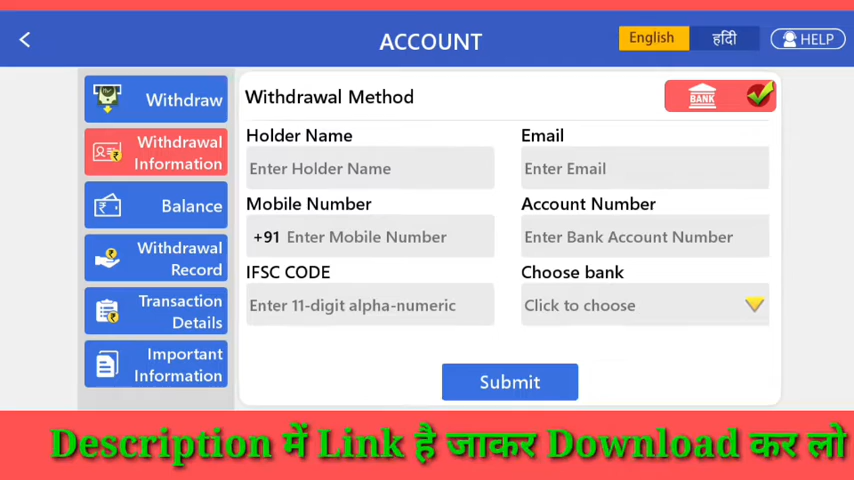 ACCOUNT
English
हिंदी
HELP
Withdraw
Withdrawal
Information
Balance
Withdrawal
Record
Transaction
Details
Important
Information
Withdrawal Method
BANK
Holder Name
Email
Enter Holder Name
Enter Email
Mobile Number
Account Number
+91 Enter Mobile Number
Enter Bank Account Number
IFSC CODE
Choose bank
Enter 11-digit alpha-numeric
Click to choose
Submit
Description में Link है जाकर Download कर लो